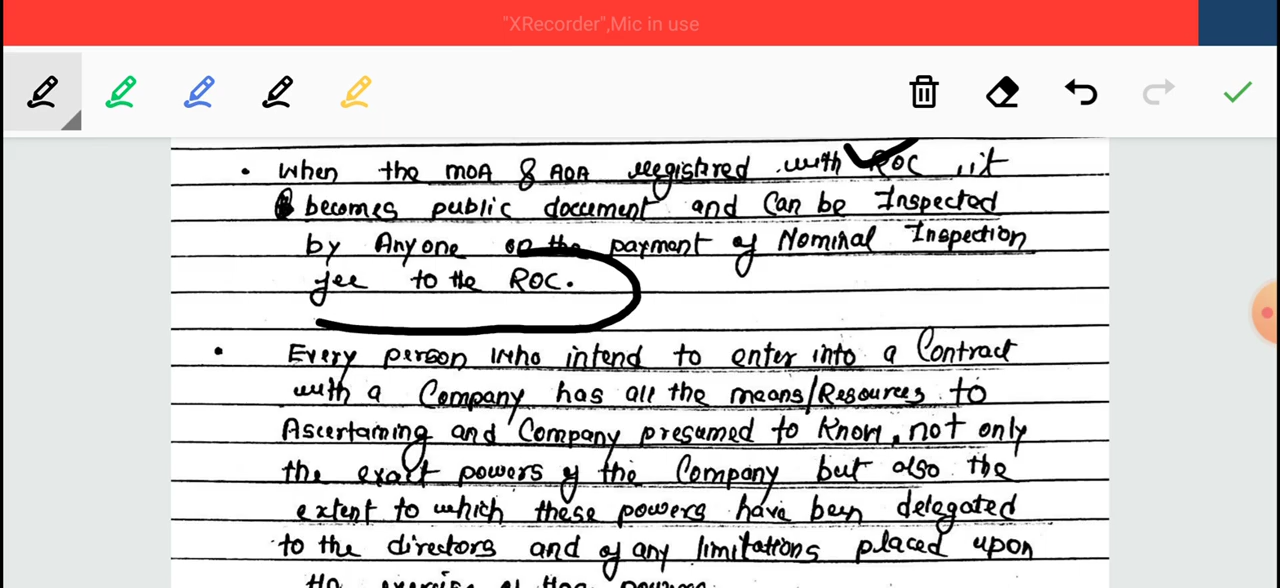 "XRecorder",Mic in use
• When the MOA & AOA registered with ROC, it
becomes public document and Can be Inspected
by Anyone on the payment of Nominal Inspection
fee to the ROC.
• Every person who intend to enter into a Contract
with a Company has all the means/Resources to
Ascertaining and Company presumed to Know, not only
the exact powers of the Company but also the
extent to which these powers have been delegated
to the directors and of any limitations placed upon